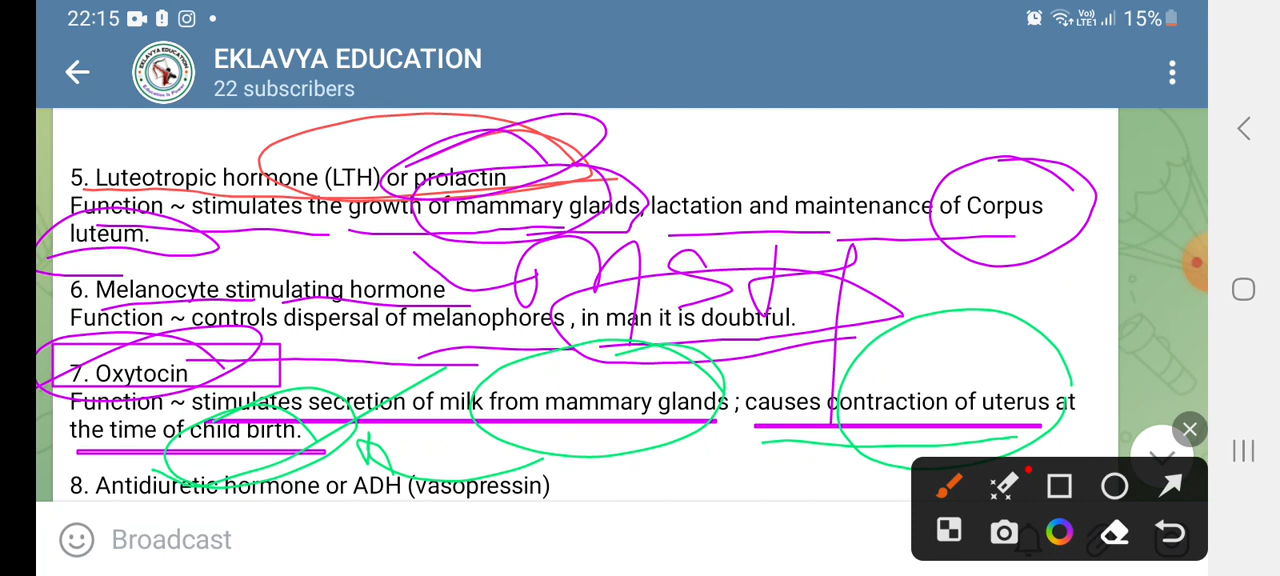 22:15
Vo)) LTE1 15%
EKLAVYA EDUCATION
22 subscribers
5. Luteotropic hormone (LTH) or prolactin
Function ~ stimulates the growth of mammary glands, lactation and maintenance of Corpus
luteum.
6. Melanocyte stimulating hormone
Function ~ controls dispersal of melanophores , in man it is doubtful.
7. Oxytocin
Function ~ stimulates secretion of milk from mammary glands ; causes contraction of uterus at
the time of child birth.
8. Antidiuretic hormone or ADH (vasopressin)
Broadcast